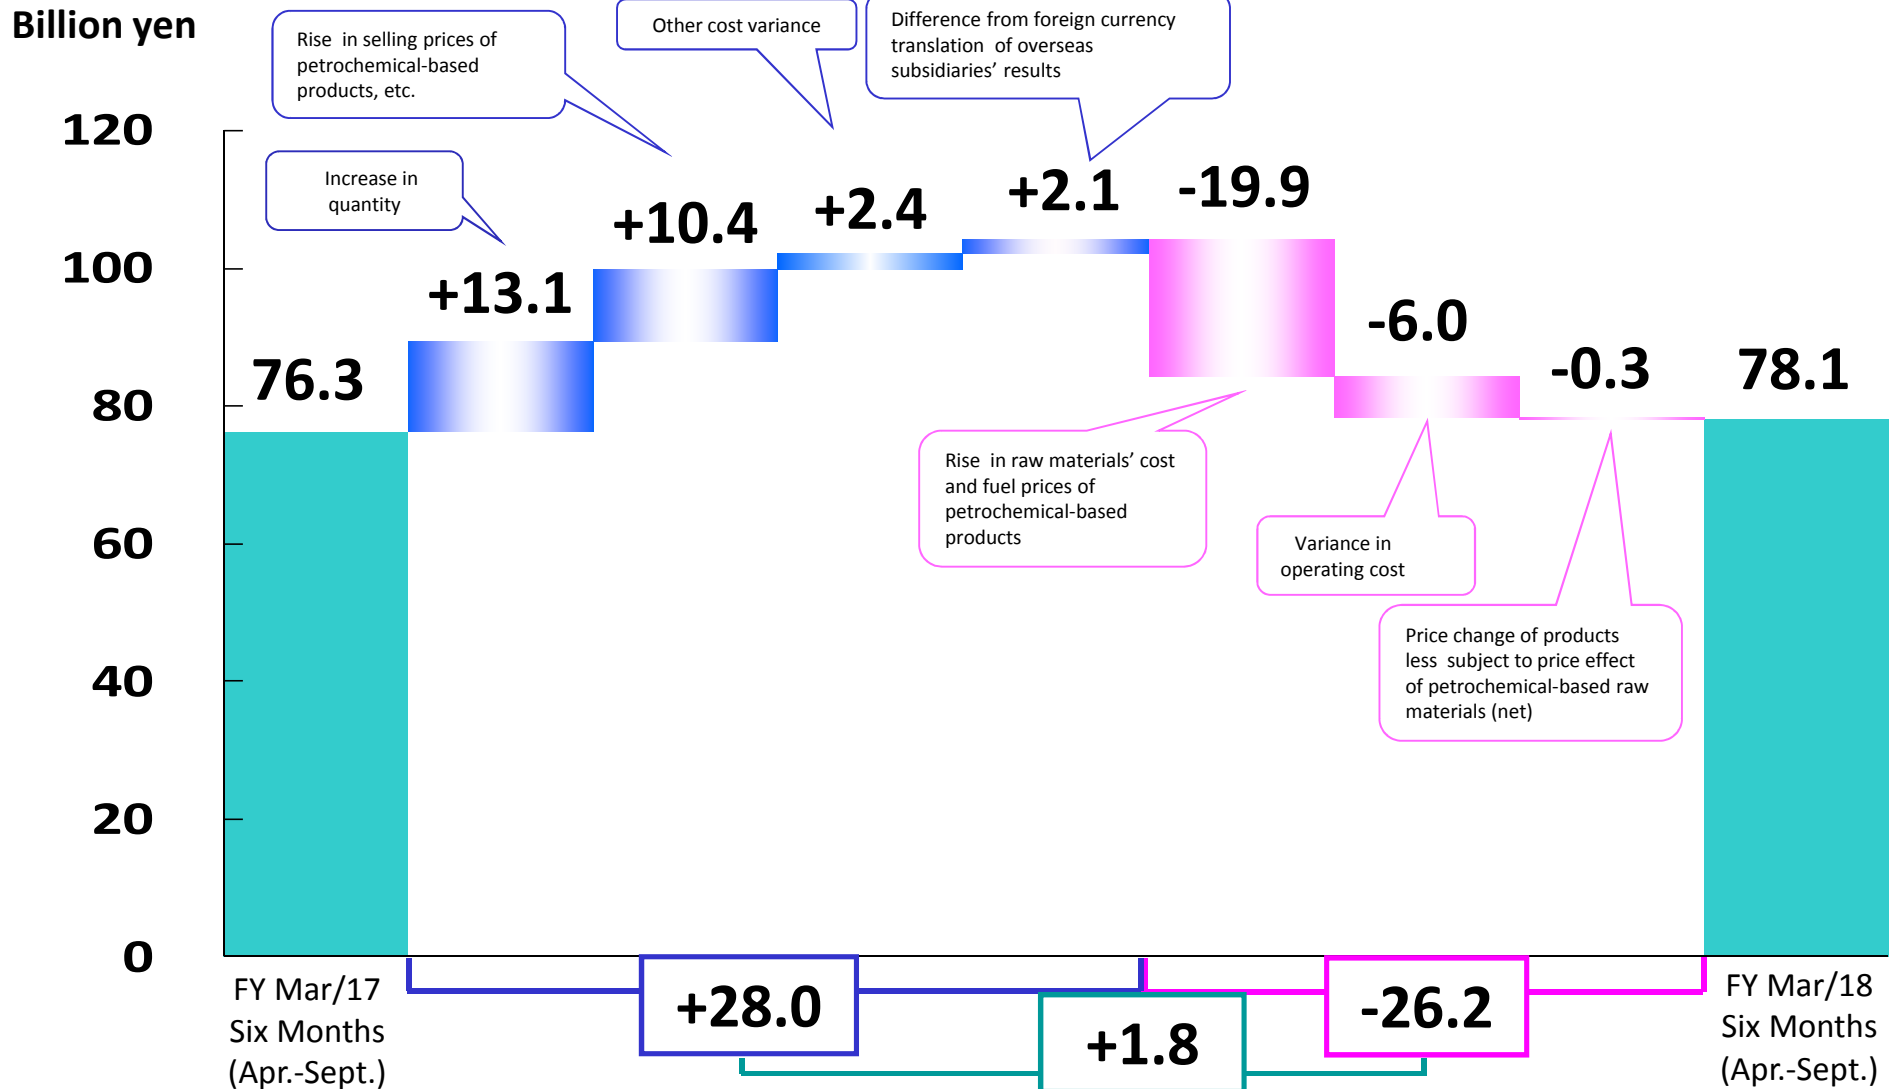 Billion yen
Rise in selling prices of
petrochemical-based
products, etc.
Other cost variance
Difference from foreign currency
translation of overseas
subsidiaries’ results
Increase in
quantity
120
100
80
60
40
20
0
76.3
+13.1
+10.4
+2.4
+2.1
-19.9
-6.0
-0.3
78.1
Rise in raw materials’ cost
and fuel prices of
petrochemical-based
products
Variance in
operating cost
Price change of products
less subject to price effect
of petrochemical-based raw
materials (net)
FY Mar/17
Six Months
(Apr.-Sept.)
+28.0
+1.8
-26.2
FY Mar/18
Six Months
(Apr.-Sept.)